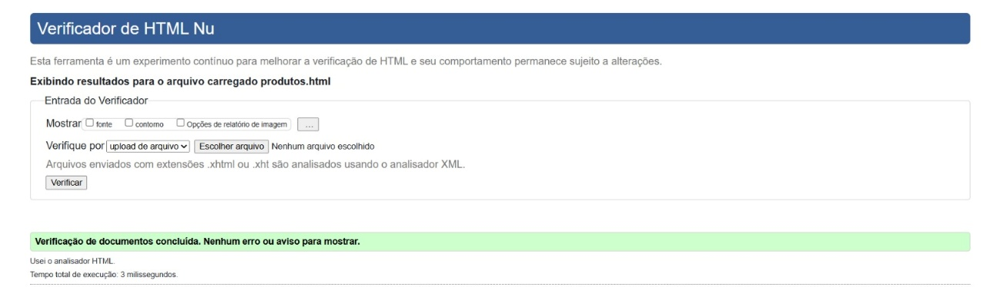 Verificador de HTML Nu
Esta ferramenta é um experimento contínuo para melhorar a verificação de HTML e seu comportamento permanece sujeito a alterações.
Exibindo resultados para o arquivo carregado produtos.html
Entrada do Verificador
Mostrar fonte contorno Opções de relatório de imagem ...
Verifique por upload de arquivo Escolher arquivo Nenhum arquivo escolhido
Arquivos enviados com extensões .xhtml ou .xht são analisados usando o analisador XML.
Verificar
Verificação de documentos concluída. Nenhum erro ou aviso para mostrar.
Usei o analisador HTML.
Tempo total de execução: 3 milissegundos.